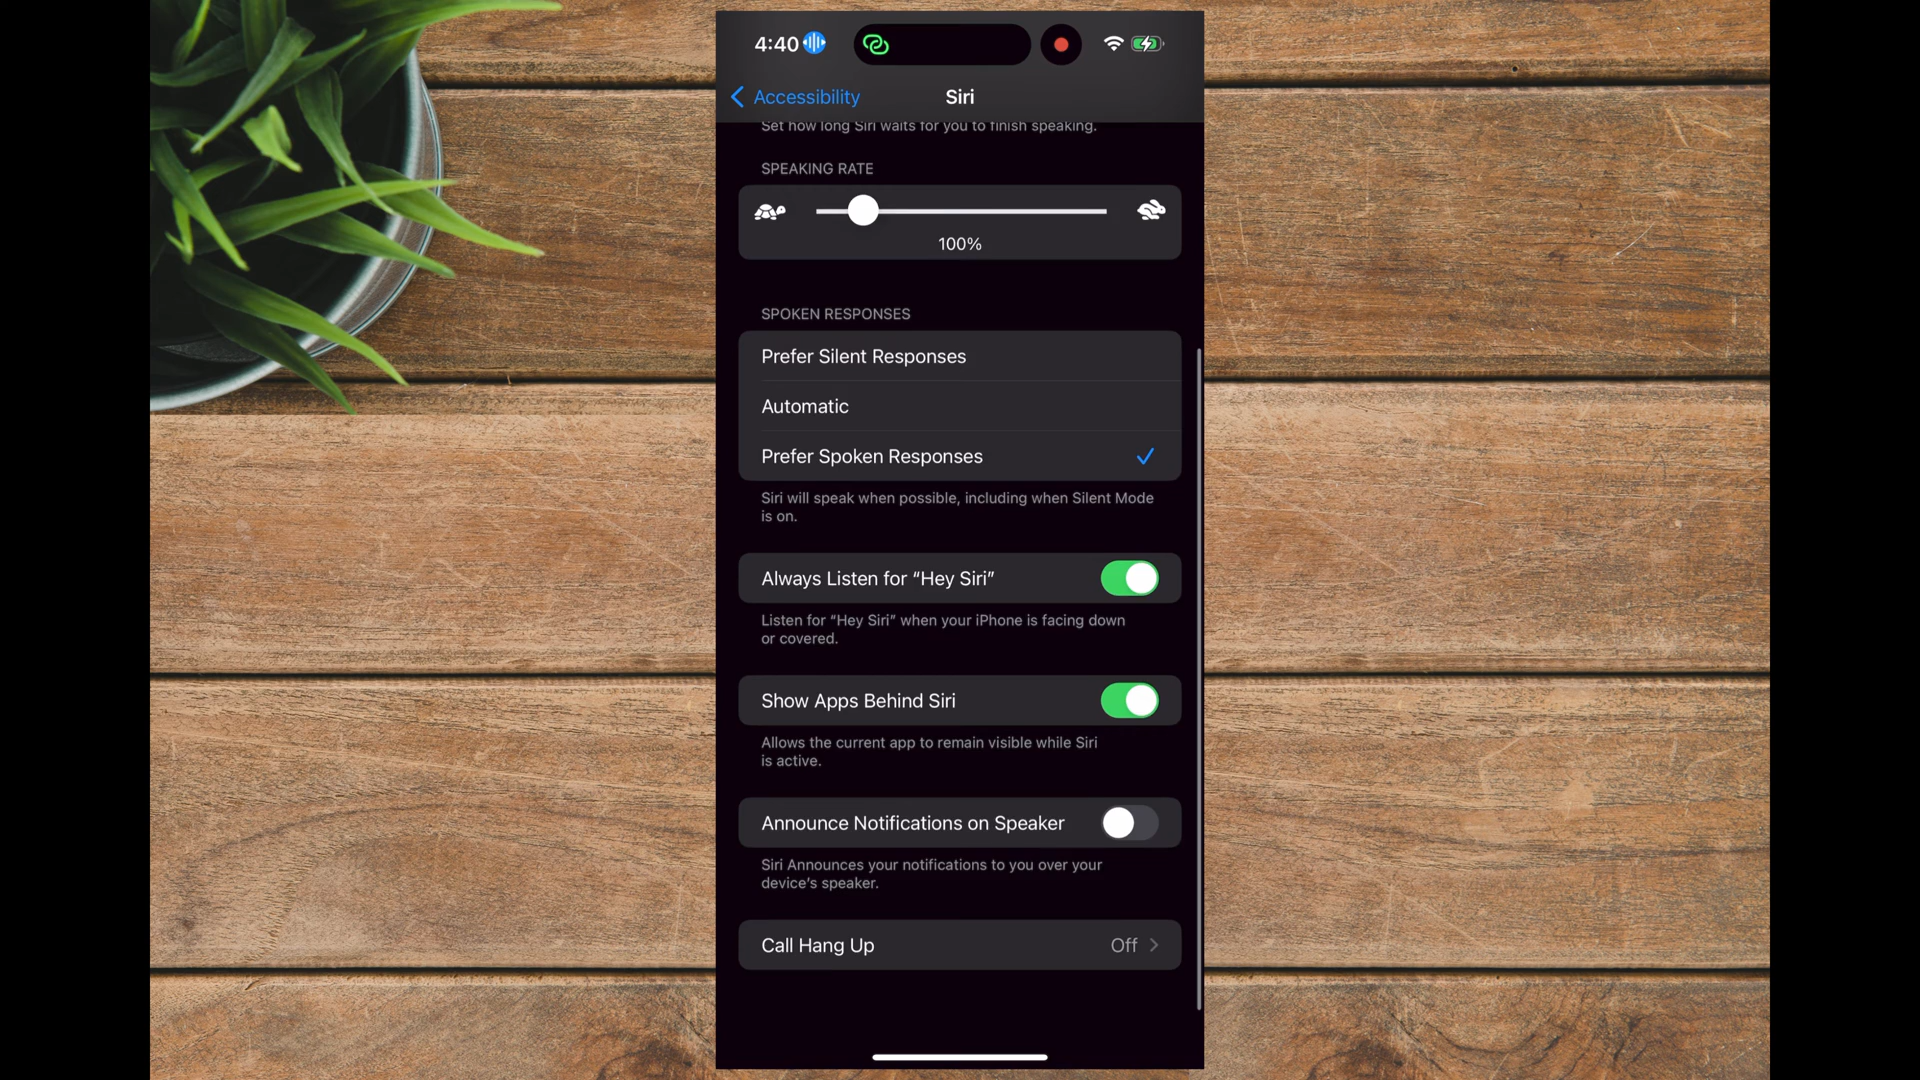 4:40
Accessibility
Siri
Set how long Siri waits for you to finish speaking.
SPEAKING RATE
100%
SPOKEN RESPONSES
Prefer Silent Responses
Automatic
Prefer Spoken Responses
Siri will speak when possible, including when Silent Mode
is on.
Always Listen for “Hey Siri”
Listen for “Hey Siri” when your iPhone is facing down
or covered.
Show Apps Behind Siri
Allows the current app to remain visible while Siri
is active.
Announce Notifications on Speaker
Siri Announces your notifications to you over your
device’s speaker.
Call Hang Up Off